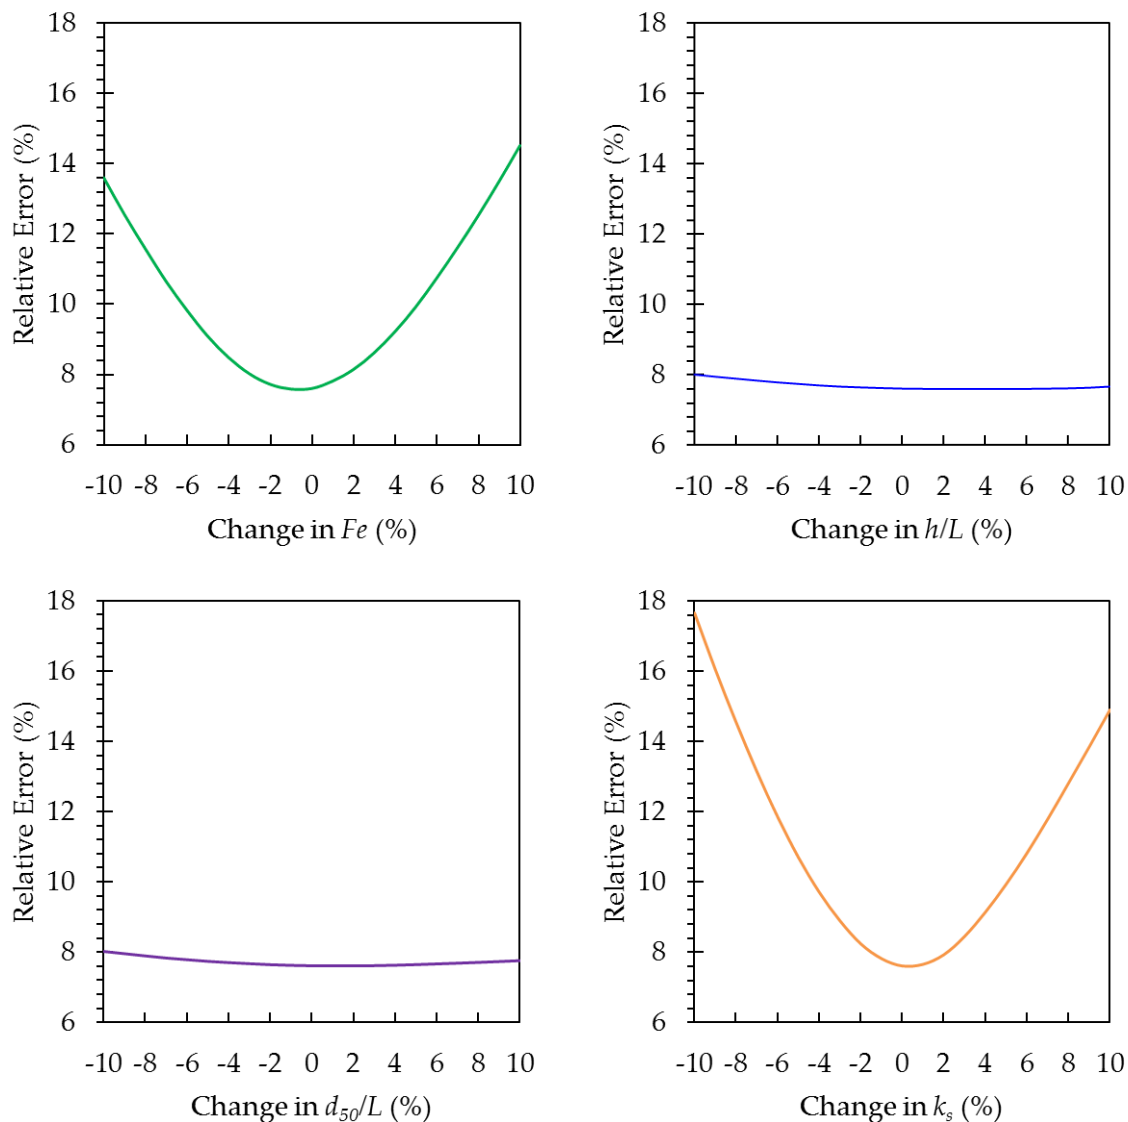 18
16
14
12
10
8
6
Relative Error (%)
-10 -8 -6 -4 -2 0 2 4 6 8 10
Change in Fe (%)
18
16
14
12
10
8
6
Relative Error (%)
-10 -8 -6 -4 -2 0 2 4 6 8 10
Change in h/L (%)
18
16
14
12
10
8
6
Relative Error (%)
-10 -8 -6 -4 -2 0 2 4 6 8 10
Change in d50/L (%)
18
16
14
12
10
8
6
Relative Error (%)
-10 -8 -6 -4 -2 0 2 4 6 8 10
Change in ks (%)